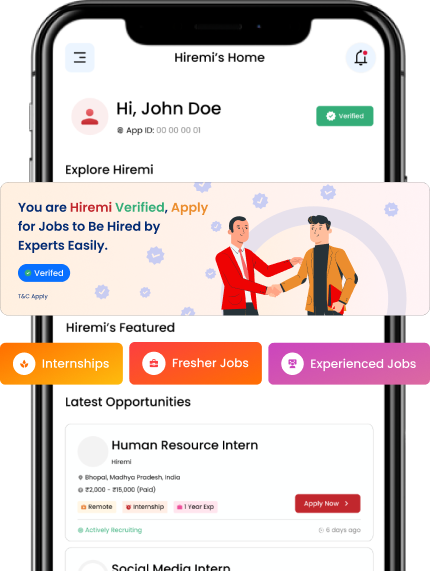 Hiremi's Home
Hi, John Doe
App ID: 00 00 00 01
Verified
Explore Hiremi
You are Hiremi Verified, Apply
for Jobs to Be Hired by
Experts Easily.
Verifed
T&C Apply
Hiremi's Featured
Internships
Fresher Jobs
Experienced Jobs
Latest Opportunities
Human Resource Intern
Hiremi
Bhopal, Madhya Pradesh, India
₹2,000 - ₹15,000 (Paid)
Remote
Internship
1 Year Exp
Apply Now >
Actively Recruiting
6 days ago
Social Media Intern